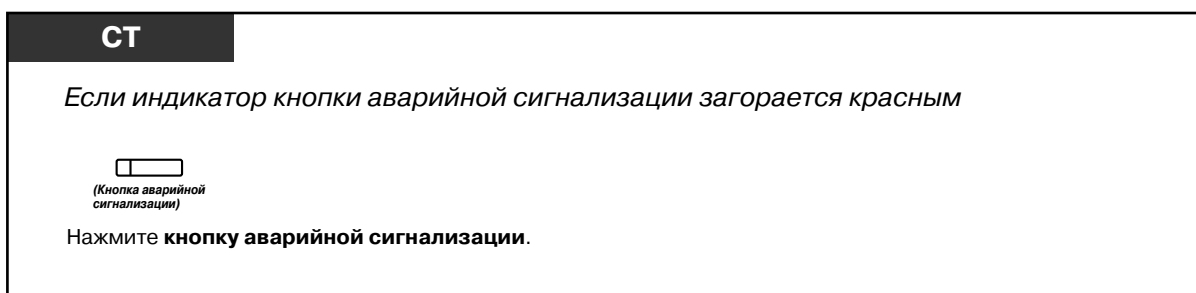 СТ
Если индикатор кнопки аварийной сигнализации загорается красным
(Кнопка аварийной
сигнализации)
Нажмите кнопку аварийной сигнализации.